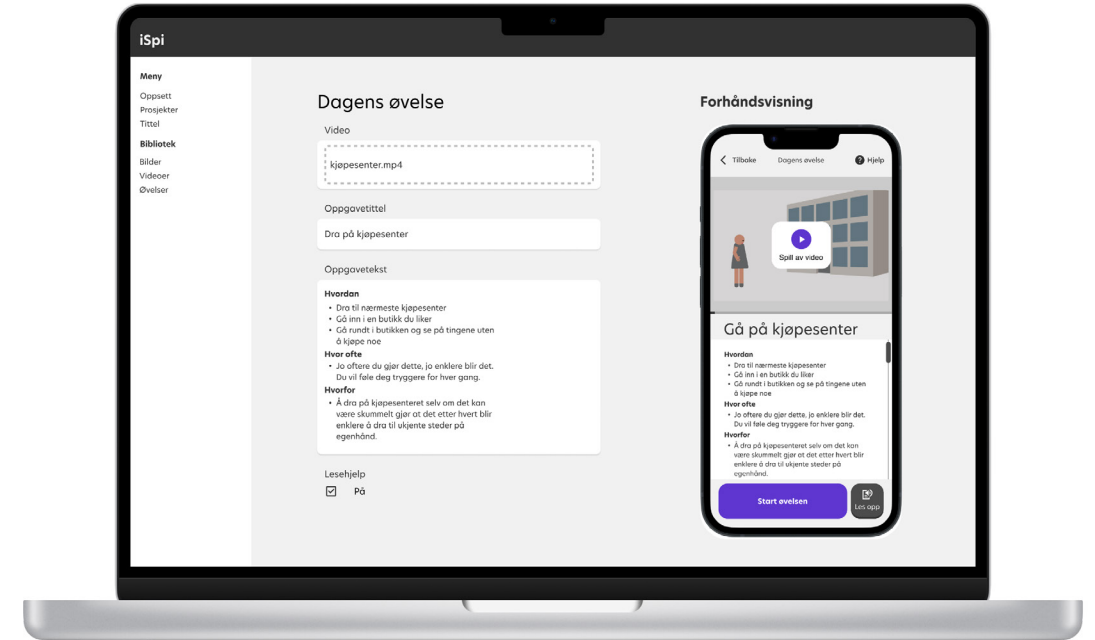 iSpi
Meny
Oppsett
Prosjekter
Tittel
Bibliotek
Bilder
Videoer
Øvelser
Dagens øvelse
Video
kjøpesenter.mp4
Oppgavetittel
Dra på kjøpesenter
Oppgavetekst
Hvordan
• Dra til nærmeste kjøpesenter
• Gå inn i en butikk du liker
• Gå rundt i butikken og se på tingene uten
å kjøpe noe
Hvor ofte
• Jo oftere du gjør dette, jo enklere blir det.
Du vil føle deg tryggere for hver gang.
Hvorfor
• Å dra på kjøpesenteret selv om det kan
være skummelt gjør at det etter hvert blir
enklere å dra til ukjente steder på
egenhånd.
Lesehjelp
På
Forhåndsvisning
Tilbake Dagens øvelse ? Hjelp
Spill av video
Gå på kjøpesenter
Hvordan
• Dra til nærmeste kjøpesenter
• Gå inn i en butikk du liker
• Gå rundt i butikken og se på tingene uten
å kjøpe noe
Hvor ofte
• Jo oftere du gjør dette, jo enklere blir det.
Du vil føle deg tryggere for hver gang.
Hvorfor
• Å dra på kjøpesenteret selv om det kan
være skummelt gjør at det etter hvert blir
enklere å dra til ukjente steder på
egenhånd.
Start øvelsen
Les opp